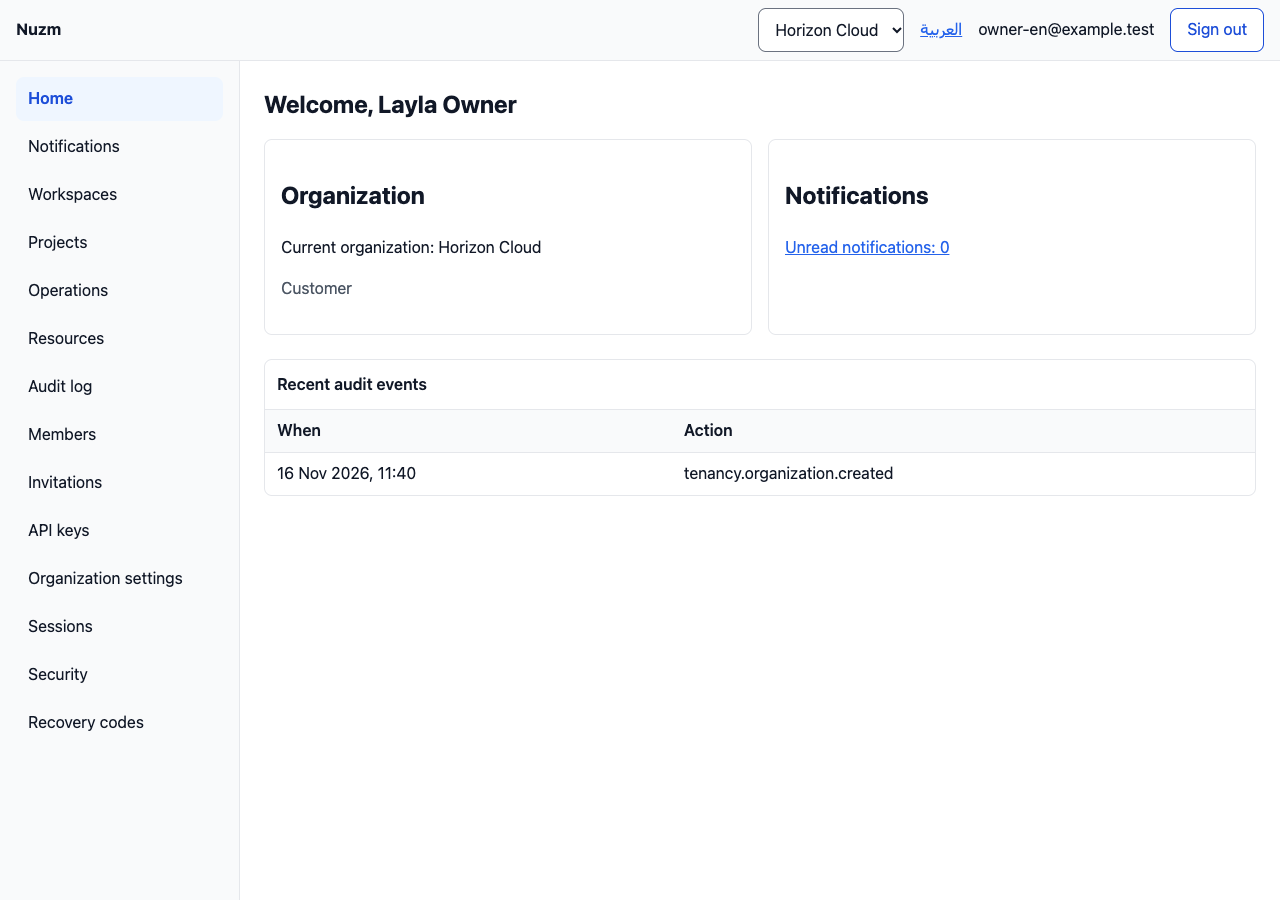 Nuzm
Horizon Cloud
العربية
owner-en@example.test
Sign out
Home
Notifications
Workspaces
Projects
Operations
Resources
Audit log
Members
Invitations
API keys
Organization settings
Sessions
Security
Recovery codes
Welcome, Layla Owner
Organization
Current organization: Horizon Cloud
Customer
Notifications
Unread notifications: 0
Recent audit events
When Action
16 Nov 2026, 11:40 tenancy.organization.created